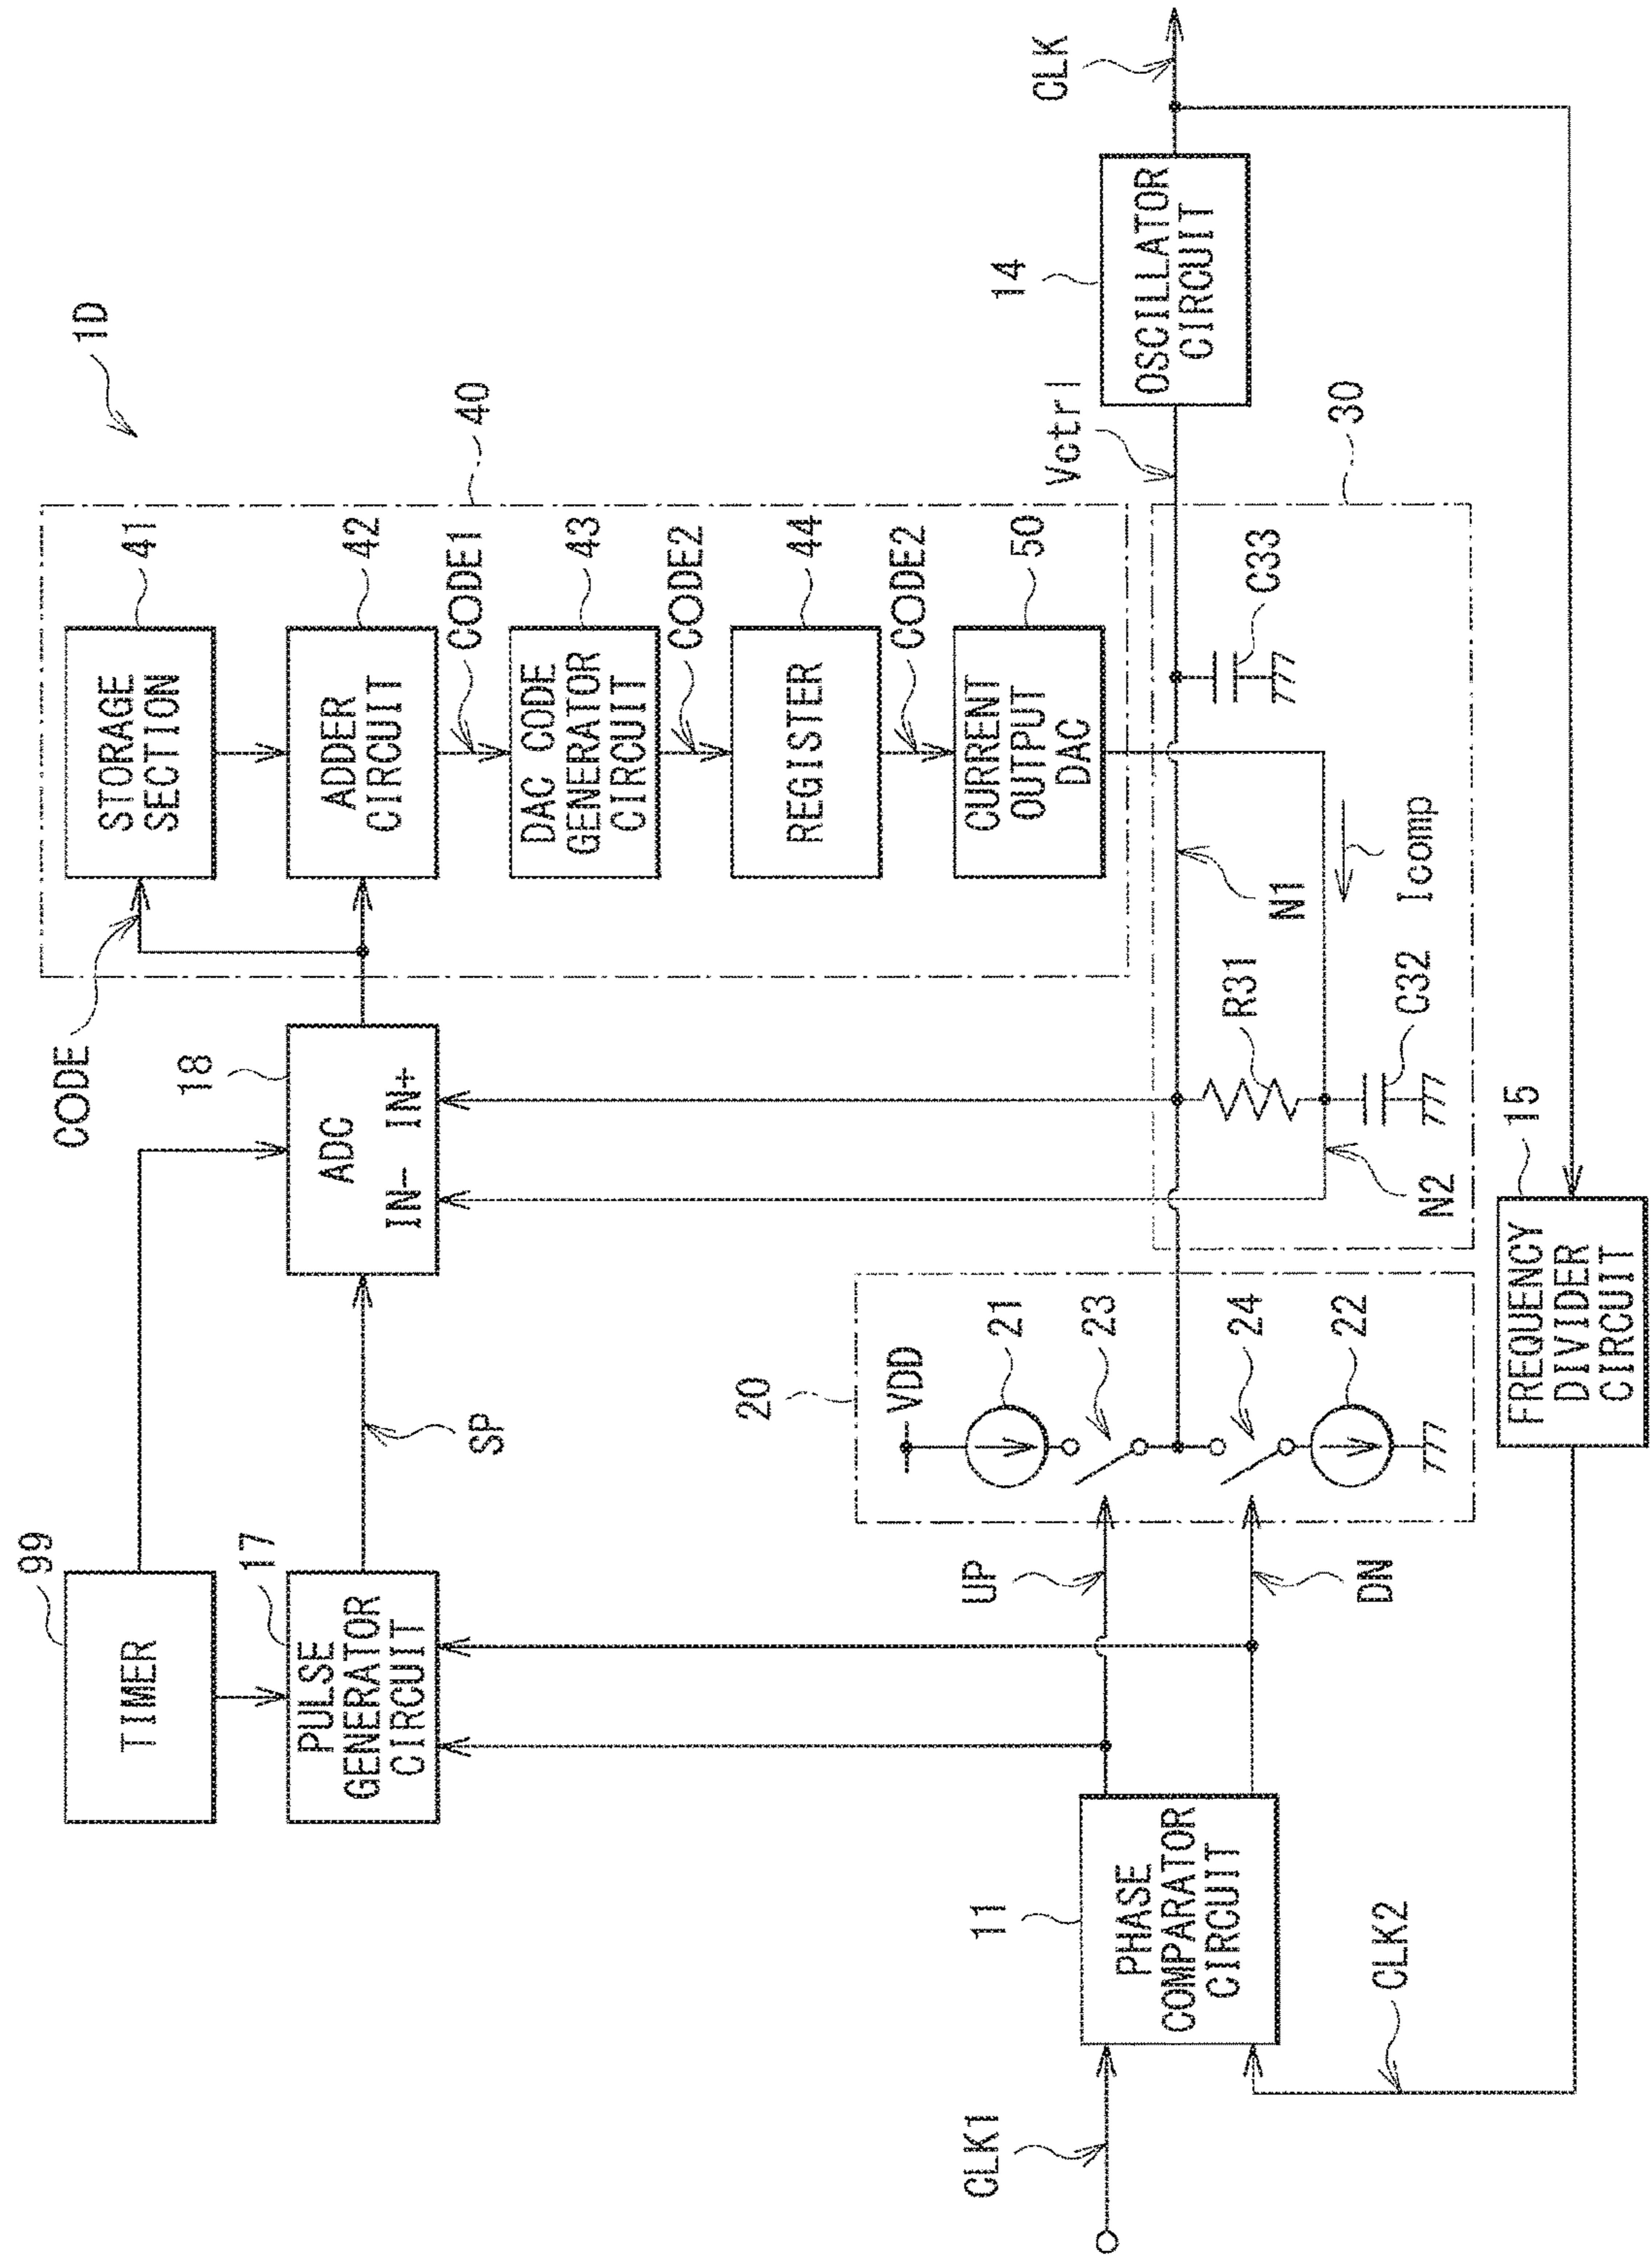 1D
99
TIMER
17
PULSE
GENERATOR
CIRCUIT
SP
CODE
18
ADC
IN- IN+
40
41
STORAGE
SECTION
42
ADDER
CIRCUIT
CODE1
43
DAC CODE
GENERATOR
CIRCUIT
CODE2
44
REGISTER
CODE2
50
CURRENT
OUTPUT
DAC
CLK1
11
PHASE
COMPARATOR
CIRCUIT
CLK2
UP
DN
20
VDD
21
23
24
22
30
N1
R31
C33
Icomp
C32
N2
Vctrl
14
OSCILLATOR
CIRCUIT
CLK
15
FREQUENCY
DIVIDER
CIRCUIT